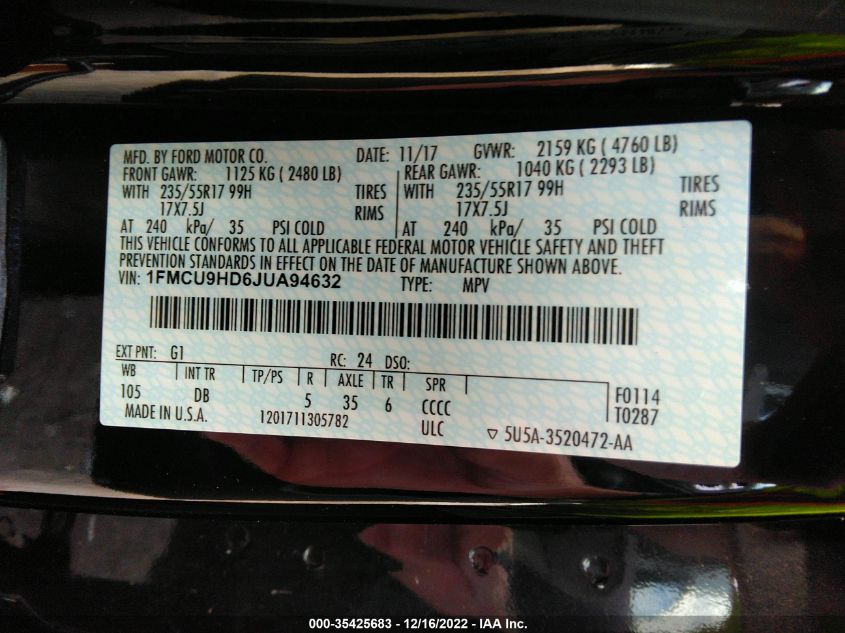 MFD. BY FORD MOTOR CO. DATE: 11/17 GVWR: 2159 KG ( 4760 LB)
FRONT GAWR: 1125 KG ( 2480 LB) REAR GAWR: 1040 KG ( 2293 LB)
WITH 235/55R17 99H TIRES WITH 235/55R17 99H TIRES
17X7.5J RIMS 17X7.5J RIMS
AT 240 kPa/ 35 PSI COLD AT 240 kPa/ 35 PSI COLD
THIS VEHICLE CONFORMS TO ALL APPLICABLE FEDERAL MOTOR VEHICLE SAFETY AND THEFT
PREVENTION STANDARDS IN EFFECT ON THE DATE OF MANUFACTURE SHOWN ABOVE.
VIN: 1FMCU9HD6JUA94632 TYPE: MPV
EXT PNT: G1 RC: 24 DSO:
WB INT TR TP/PS R AXLE TR SPR
105 DB 5 35 6 CCCC F0114
MADE IN U.S.A. 1201711305782 ULC T0287
▽ 5U5A-3520472-AA
000-35425683 - 12/16/2022 - IAA Inc.